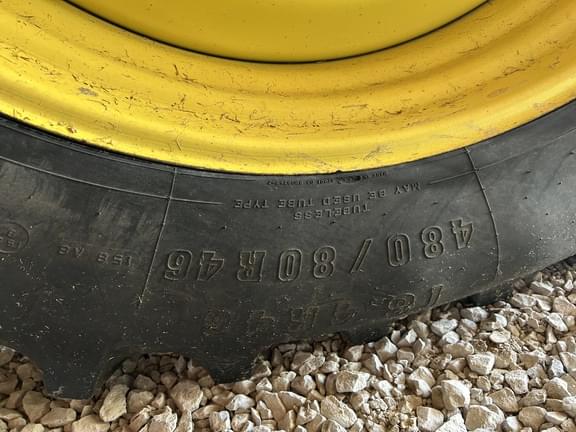 480/80R46
TUBELESS
MAY BE USED TUBE TYPE
158 A8